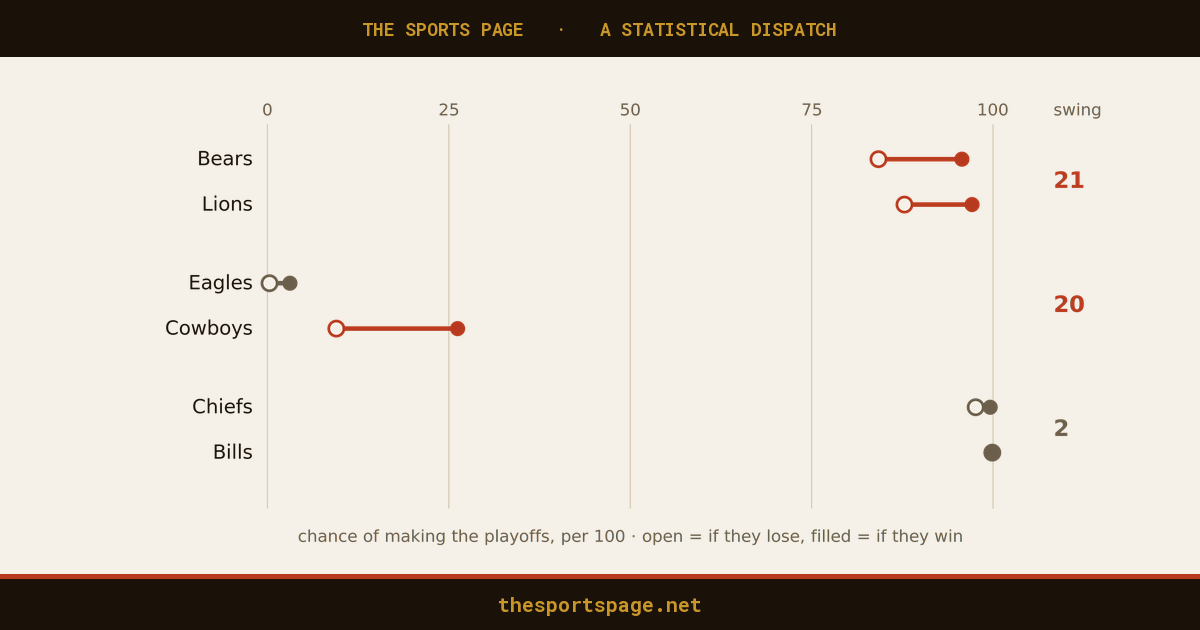 THE SPORTS PAGE · A STATISTICAL DISPATCH
0 25 50 75 100 swing
Bears
21
Lions
Eagles
20
Cowboys
Chiefs
2
Bills
chance of making the playoffs, per 100 · open = if they lose, filled = if they win
thesportspage.net